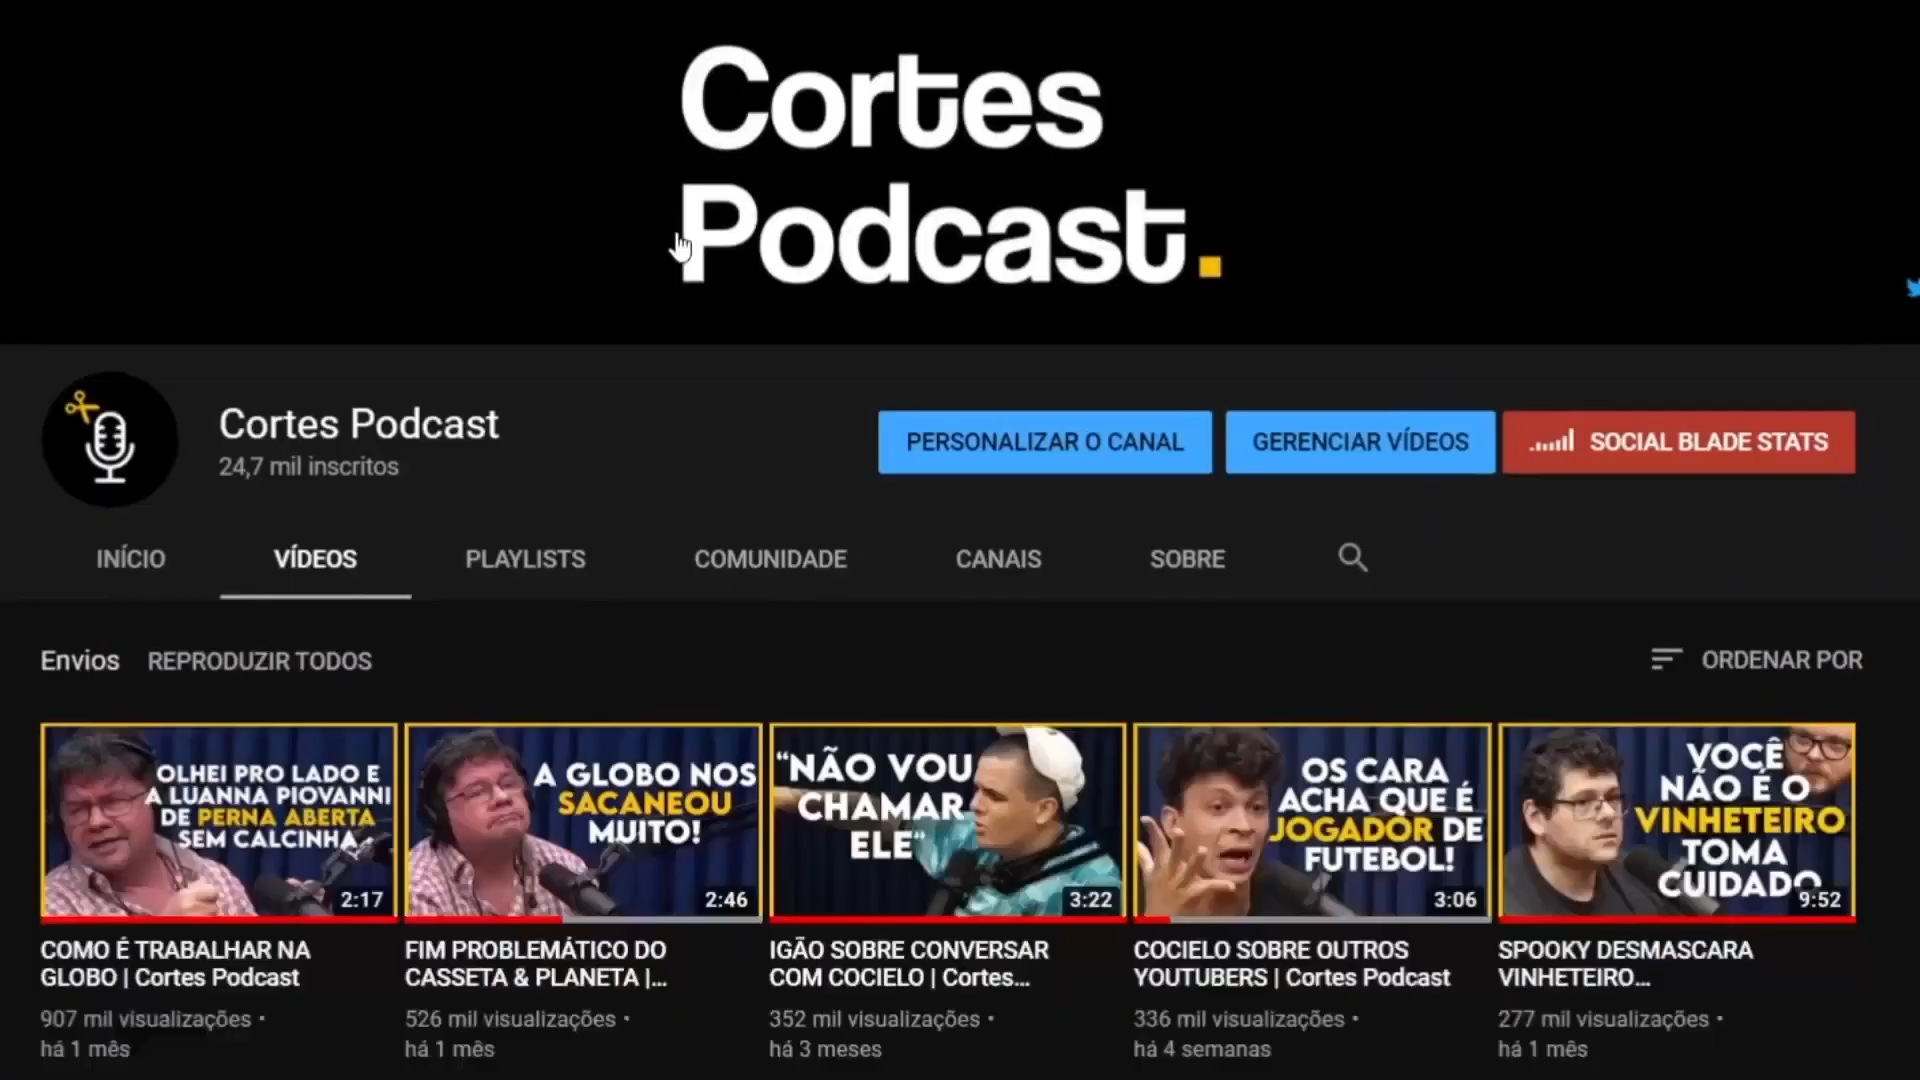 Cortes
Podcast.
Cortes Podcast
24,7 mil inscritos
PERSONALIZAR O CANAL
GERENCIAR VÍDEOS
SOCIAL BLADE STATS
INÍCIO
VÍDEOS
PLAYLISTS
COMUNIDADE
CANAIS
SOBRE
Envios
REPRODUZIR TODOS
ORDENAR POR
OLHEI PRO LADO E
A LUANNA PIOVANNI
DE PERNA ABERTA
SEM CALCINHA
2:17
A GLOBO NOS
SACANEOU
MUITO!
2:46
“NÃO VOU
CHAMAR
ELE“
3:22
OS CARA
ACHA QUE É
JOGADOR DE
FUTEBOL!
3:06
VOCÊ
NÃO É O
VINHETEIRO
TOMA
CUIDADO
9:52
COMO É TRABALHAR NA
GLOBO | Cortes Podcast
907 mil visualizações •
há 1 mês
FIM PROBLEMÁTICO DO
CASSETA & PLANETA |...
526 mil visualizações •
há 1 mês
IGÃO SOBRE CONVERSAR
COM COCIELO | Cortes...
352 mil visualizações •
há 3 meses
COCIELO SOBRE OUTROS
YOUTUBERS | Cortes Podcast
336 mil visualizações •
há 4 semanas
SPOOKY DESMASCARA
VINHETEIRO...
277 mil visualizações •
há 1 mês